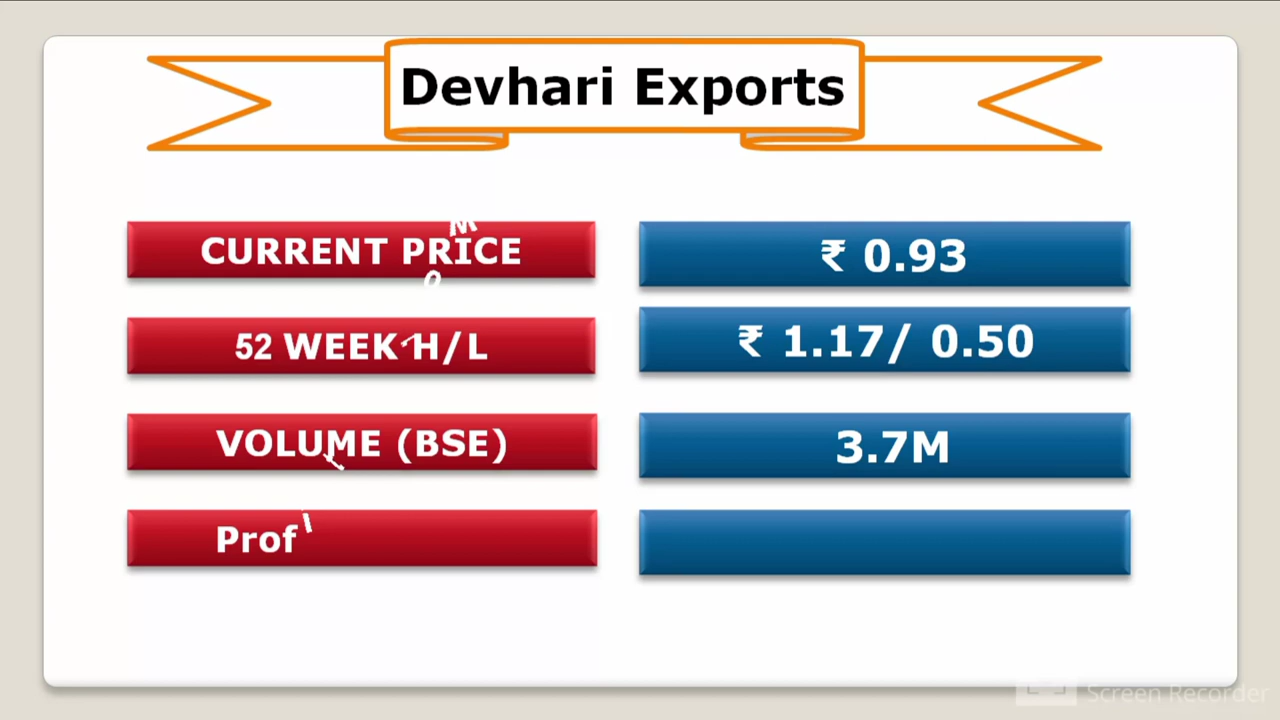 Devhari Exports
CURRENT PRICE
₹ 0.93
52 WEEK H/L
₹ 1.17/ 0.50
VOLUME (BSE)
3.7M
Prof
Screen Recorder